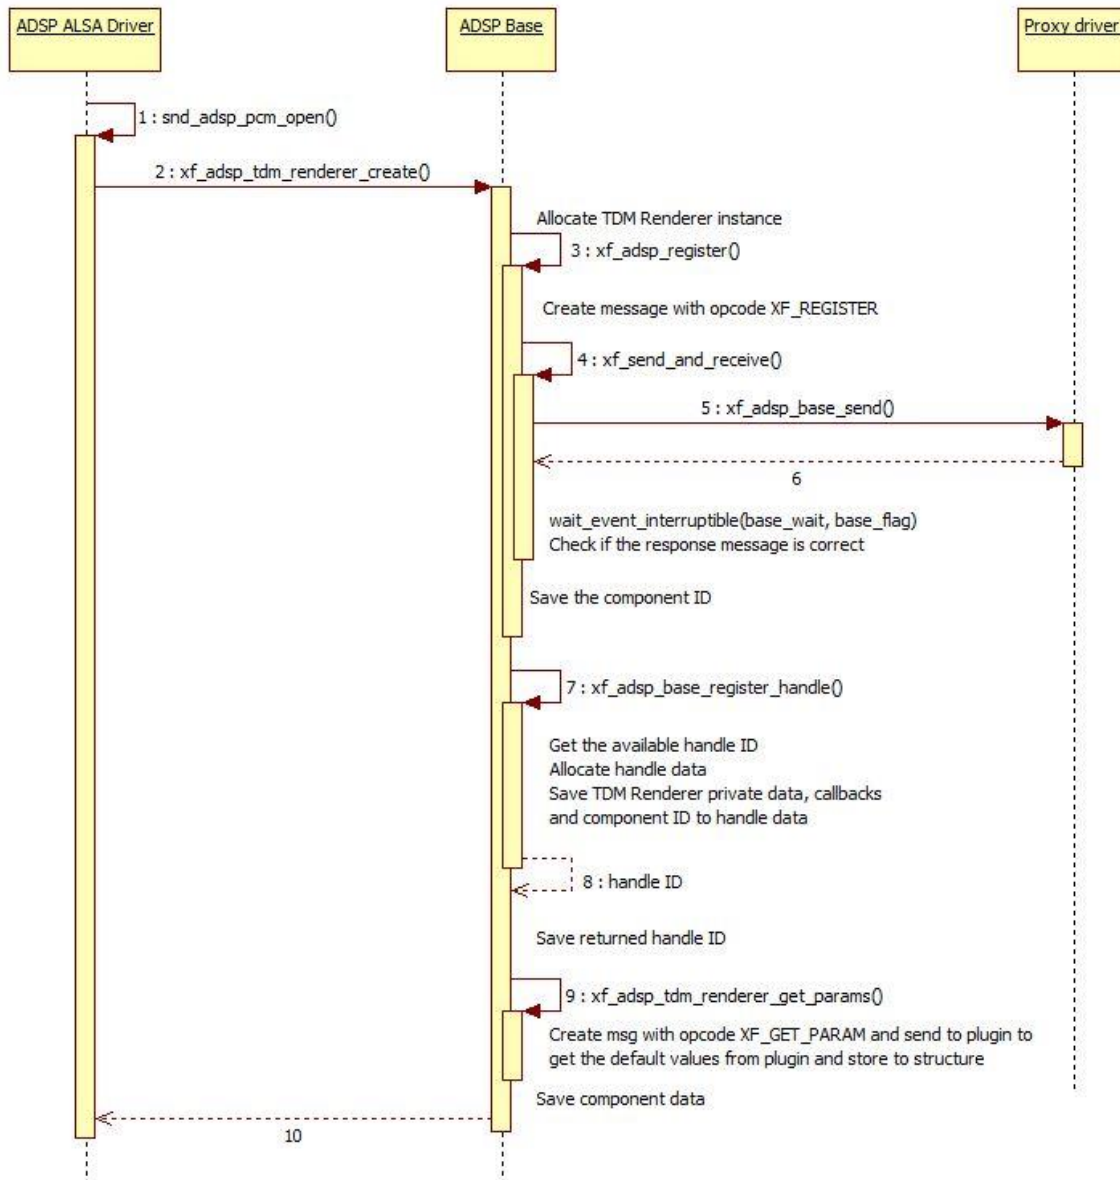 ADSP ALSA Driver
ADSP Base
Proxy driver
1 : snd_adsp_pcm_open()
2 : xf_adsp_tdm_renderer_create()
Allocate TDM Renderer instance
3 : xf_adsp_register()
Create message with opcode XF_REGISTER
4 : xf_send_and_receive()
5 : xf_adsp_base_send()
6
wait_event_interruptible(base_wait, base_flag)
Check if the response message is correct
Save the component ID
7 : xf_adsp_base_register_handle()
Get the available handle ID
Allocate handle data
Save TDM Renderer private data, callbacks
and component ID to handle data
8 : handle ID
Save returned handle ID
9 : xf_adsp_tdm_renderer_get_params()
Create msg with opcode XF_GET_PARAM and send to plugin to
get the default values from plugin and store to structure
Save component data
10